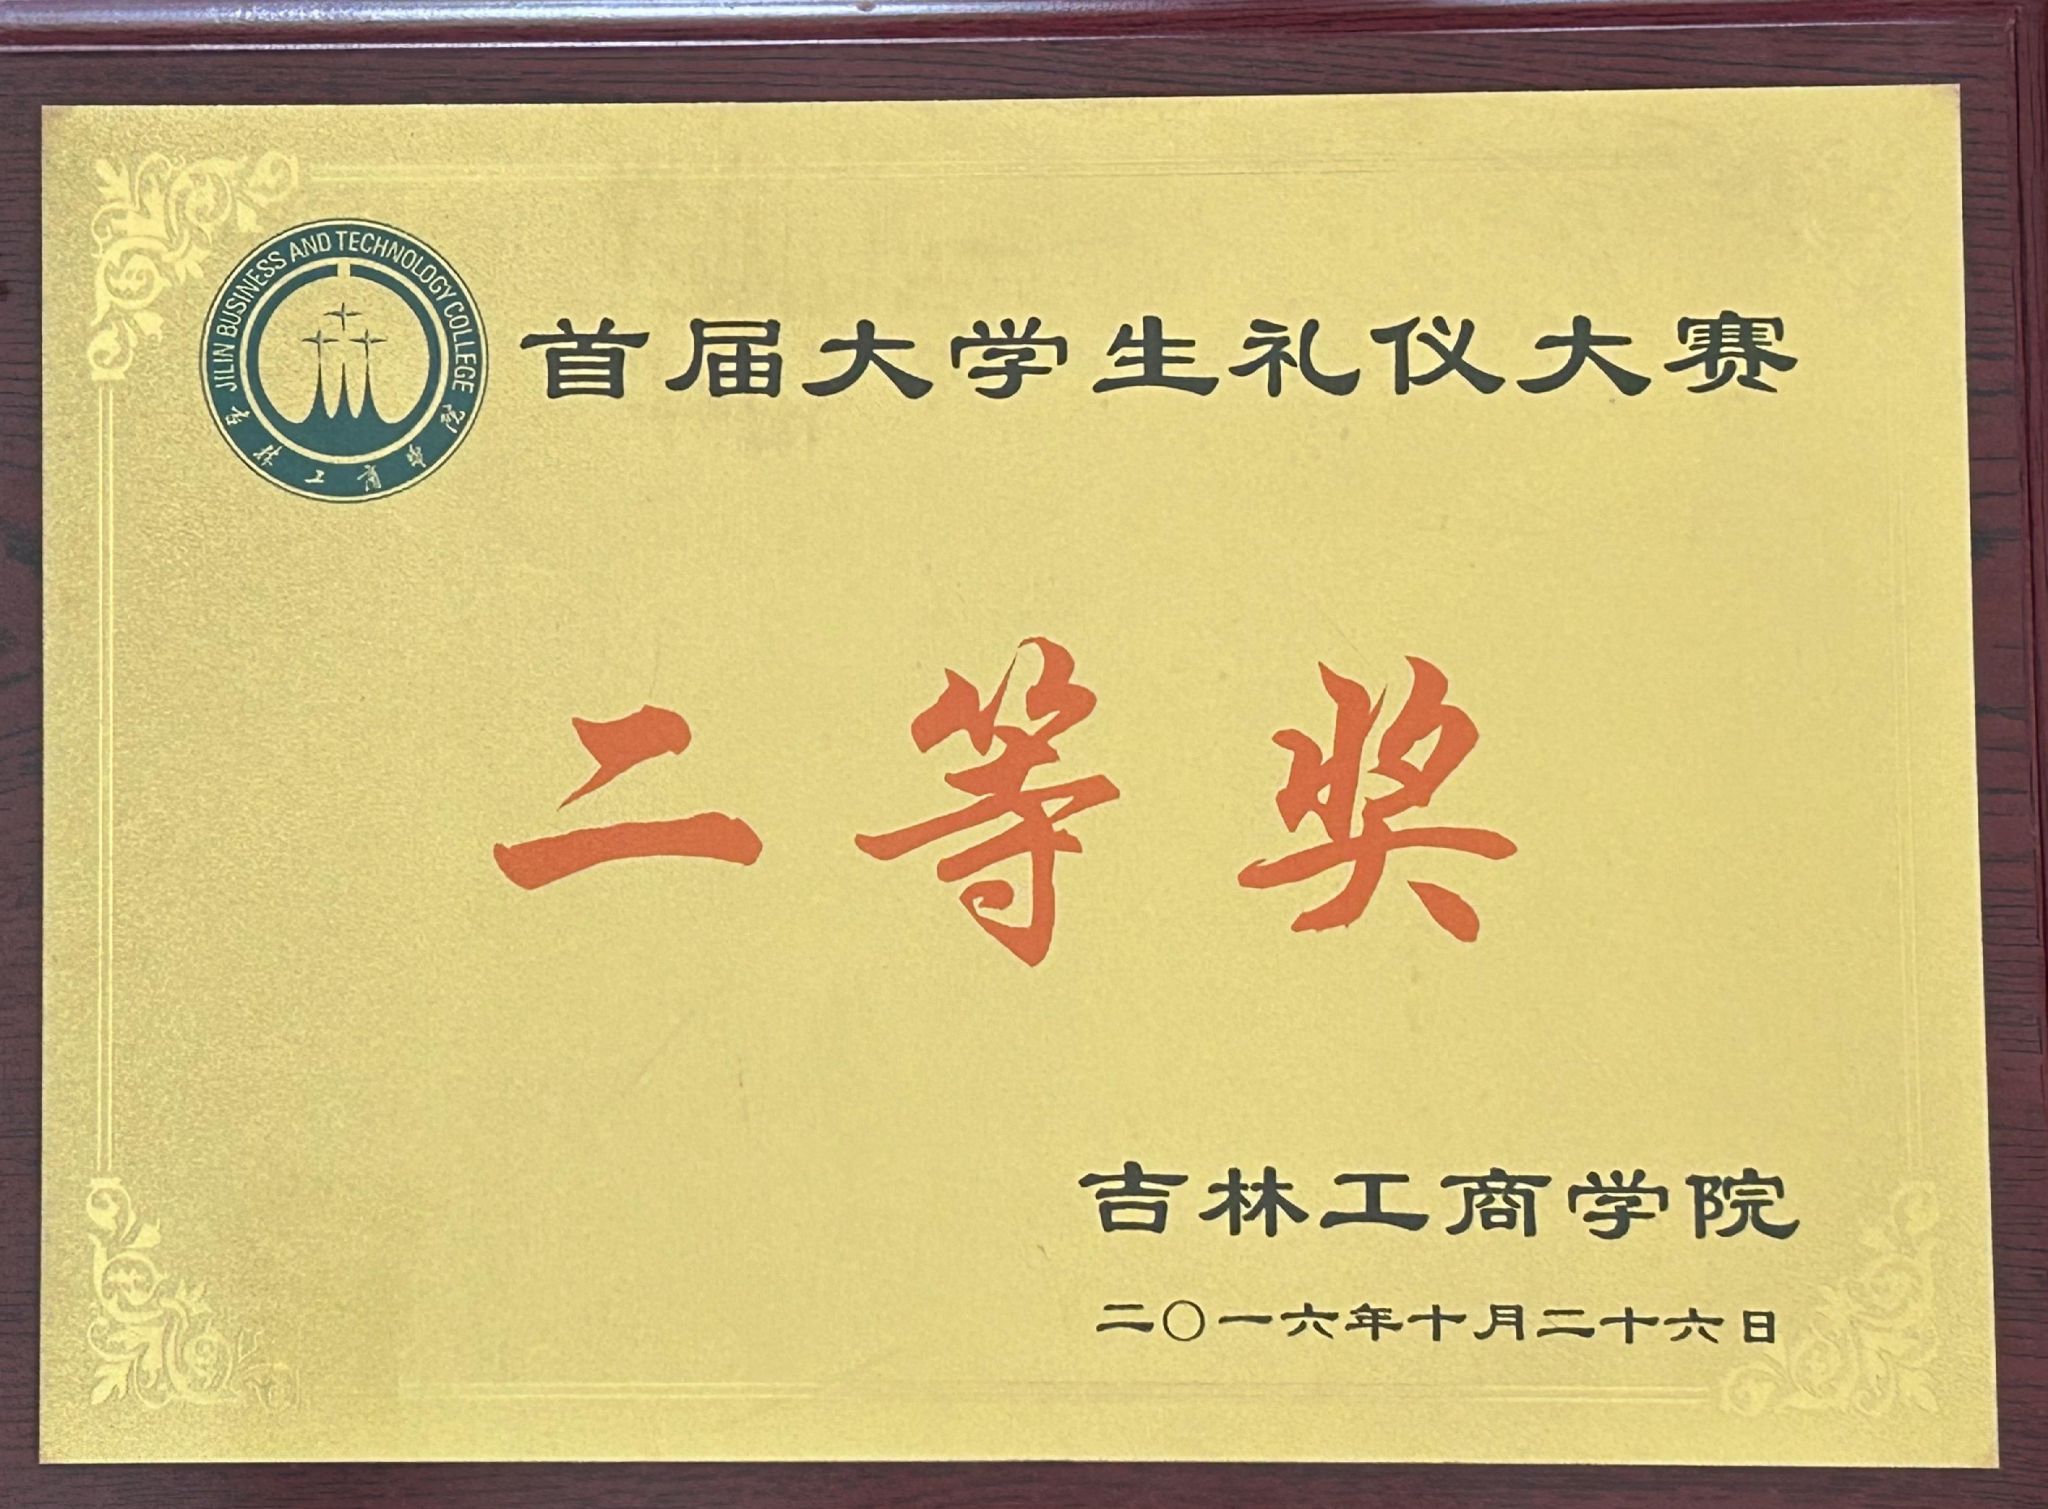 JILIN BUSINESS AND TECHNOLOGY COLLEGE
吉林工商学院
首届大学生礼仪大赛
二等奖
吉林工商学院
二〇一六年十月二十六日